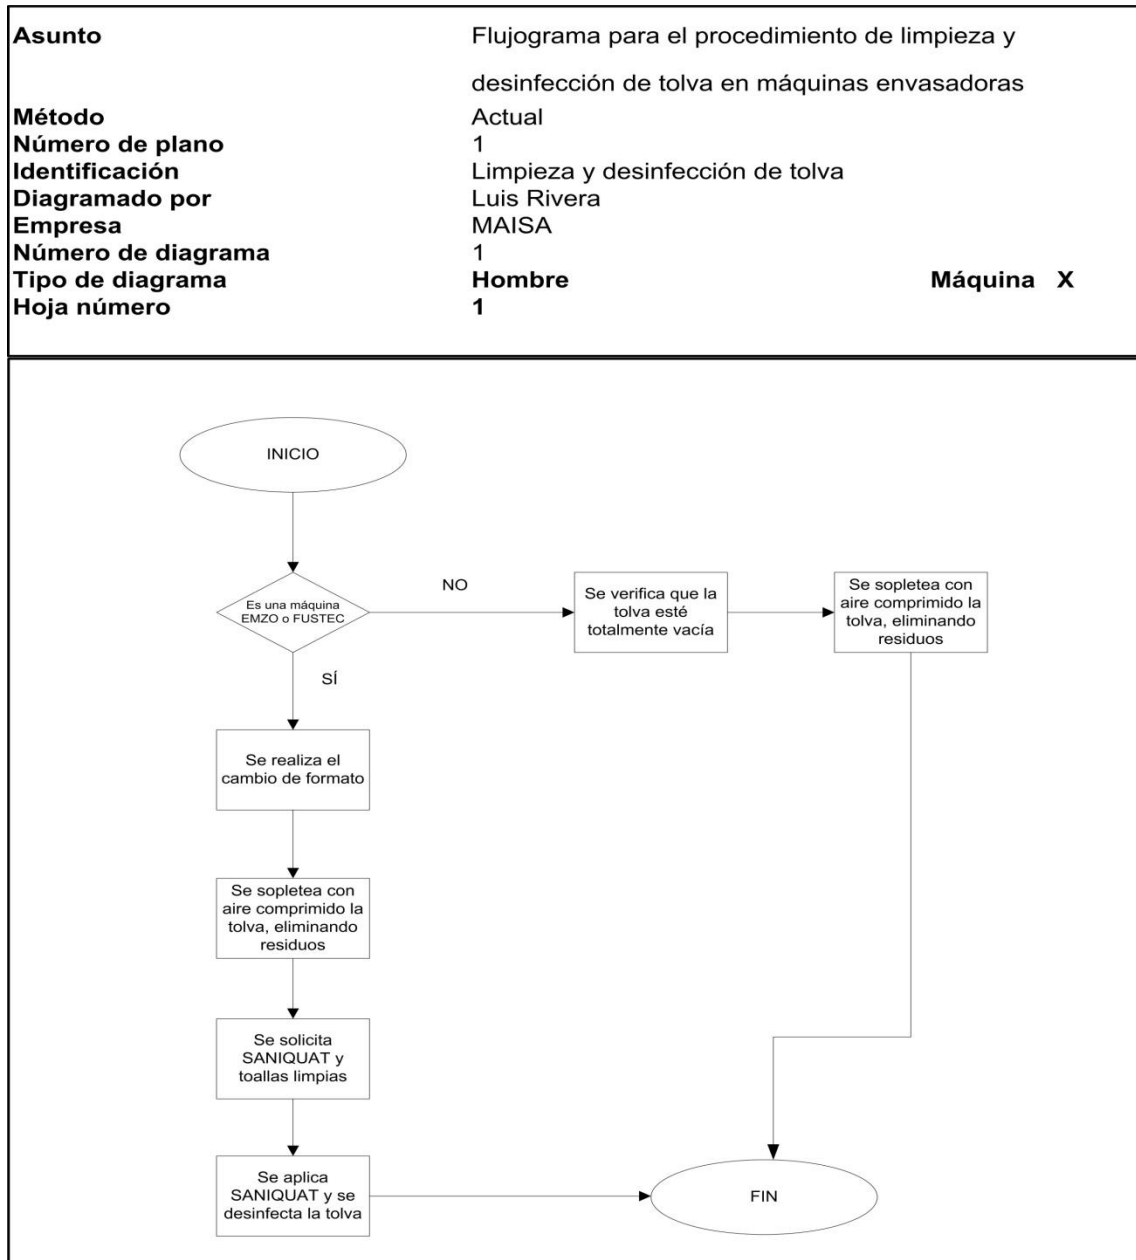 Asunto Flujograma para el procedimiento de limpieza y
desinfección de tolva en máquinas envasadoras
Método Actual
Número de plano 1
Identificación Limpieza y desinfección de tolva
Diagramado por Luis Rivera
Empresa MAISA
Número de diagrama 1
Tipo de diagrama Hombre Máquina X
Hoja número 1
INICIO
Es una máquina
EMZO o FUSTEC
NO
Se verifica que la
tolva esté
totalmente vacía
Se sopletea con
aire comprimido la
tolva, eliminando
residuos
SÍ
Se realiza el
cambio de formato
Se sopletea con
aire comprimido la
tolva, eliminando
residuos
Se solicita
SANIQUAT y
toallas limpias
Se aplica
SANIQUAT y se
desinfecta la tolva
FIN